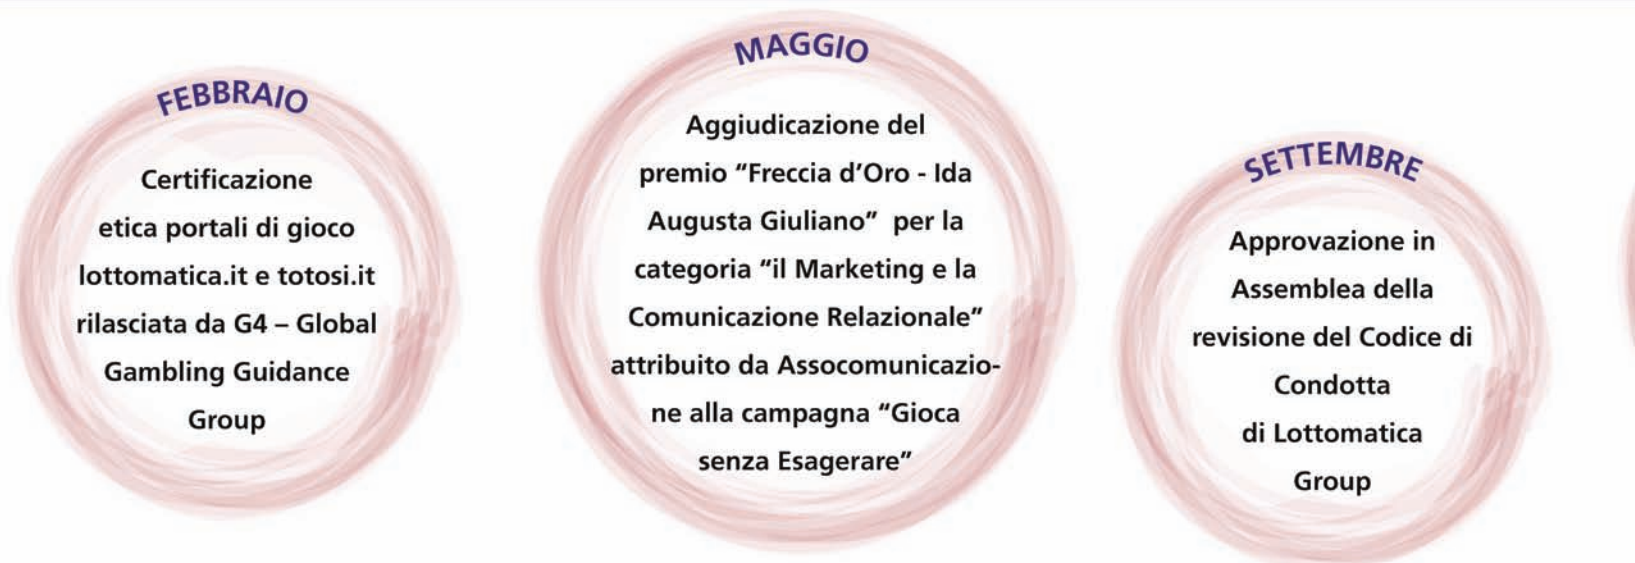 FEBBRAIO
Certificazione
etica portali di gioco
lottomatica.it e totosi.it
rilasciata da G4 – Global
Gambling Guidance
Group
MAGGIO
Aggiudicazione del
premio “Freccia d’Oro - Ida
Augusta Giuliano”  per la
categoria “il Marketing e la
Comunicazione Relazionale”
attribuito da Assocomunicazio-
ne alla campagna “Gioca
senza Esagerare”
SETTEMBRE
Approvazione in
Assemblea della
revisione del Codice di
Condotta
di Lottomatica
Group